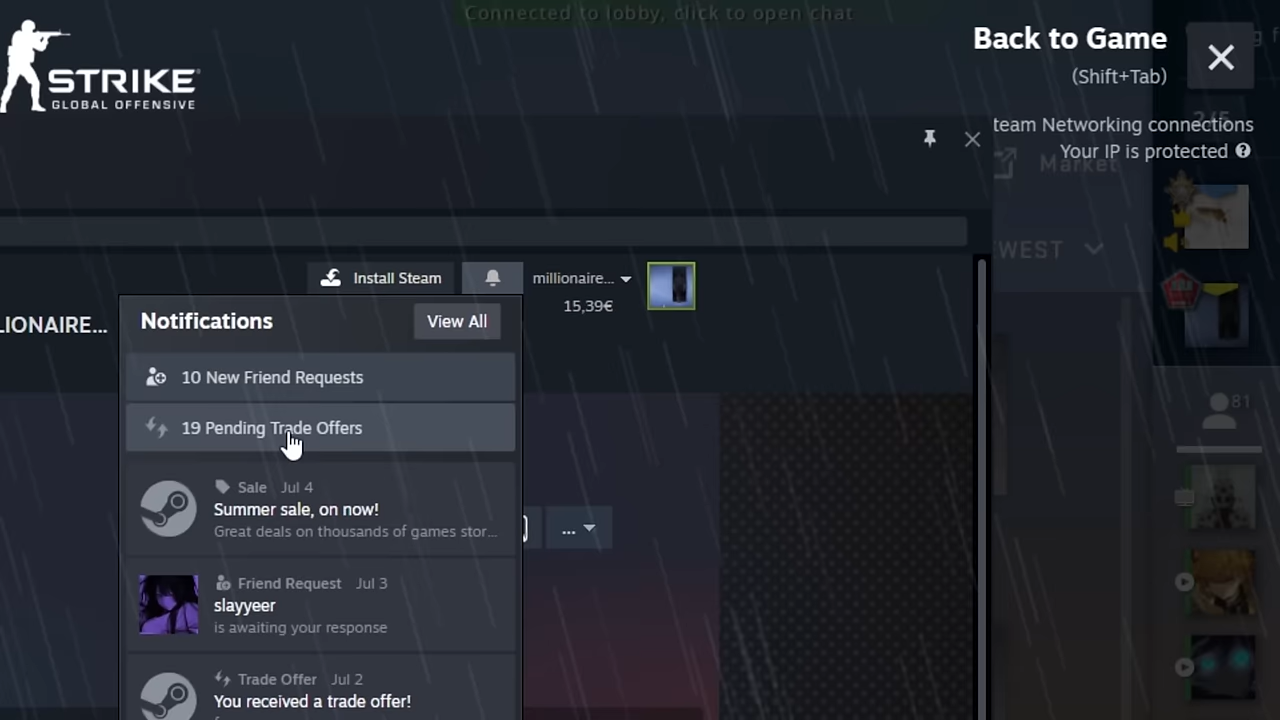 Connected to lobby, click to open chat
STRIKE
GLOBAL OFFENSIVE
Back to Game
(Shift+Tab)
team Networking connections
Your IP is protected
Market
WEST
Install Steam
millionaire...
15,39€
LIONAIRE...
Notifications
View All
10 New Friend Requests
19 Pending Trade Offers
Sale Jul 4
Summer sale, on now!
Great deals on thousands of games stor...
...
Friend Request Jul 3
slayyeer
is awaiting your response
Trade Offer Jul 2
You received a trade offer!
81